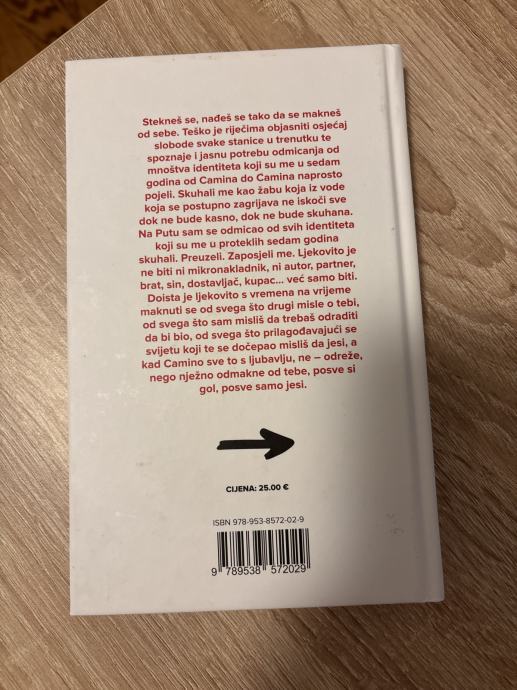 Stekneš se, nađeš se tako da se makneš
od sebe. Teško je riječima objasniti osjećaj
slobode svake stanice u trenutku te
spoznaje i jasnu potrebu odmicanja od
mnoštva identiteta koji su me u sedam
godina od Camina do Camina naprosto
pojeli. Skuhali me kao žabu koja iz vode
koja se postupno zagrijava ne iskoči sve
dok ne bude kasno, dok ne bude skuhana.
Na Putu sam se odmicao od svih identiteta
koji su me u proteklih sedam godina
skuhali. Preuzeli. Zaposjeli me. Ljekovito je
ne biti ni mikronakladnik, ni autor, partner,
brat, sin, dostavljač, kupac... već samo biti.
Doista je ljekovito s vremena na vrijeme
maknuti se od svega što drugi misle o tebi,
od svega što sam misliš da trebaš odraditi
da bi bio, od svega što prilagođavajući se
svijetu koji te se dočepao misliš da jesi, a
kad Camino sve to s ljubavlju, ne – odreže,
nego nježno odmakne od tebe, posve si
gol, posve samo jesi.
CIJENA: 25.00 €
ISBN 978-953-8572-02-9
9 789538 572029